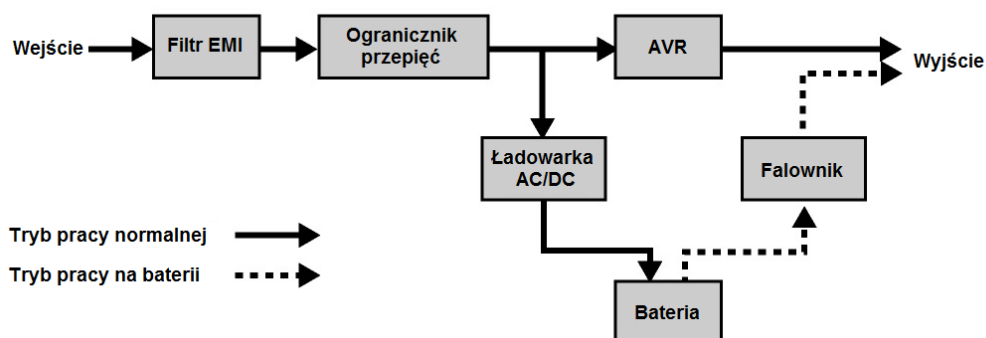 Wejście
Filtr EMI
Ogranicznik
przepięć
AVR
Wyjście
Ładowarka
AC/DC
Falownik
Tryb pracy normalnej
Tryb pracy na baterii
Bateria